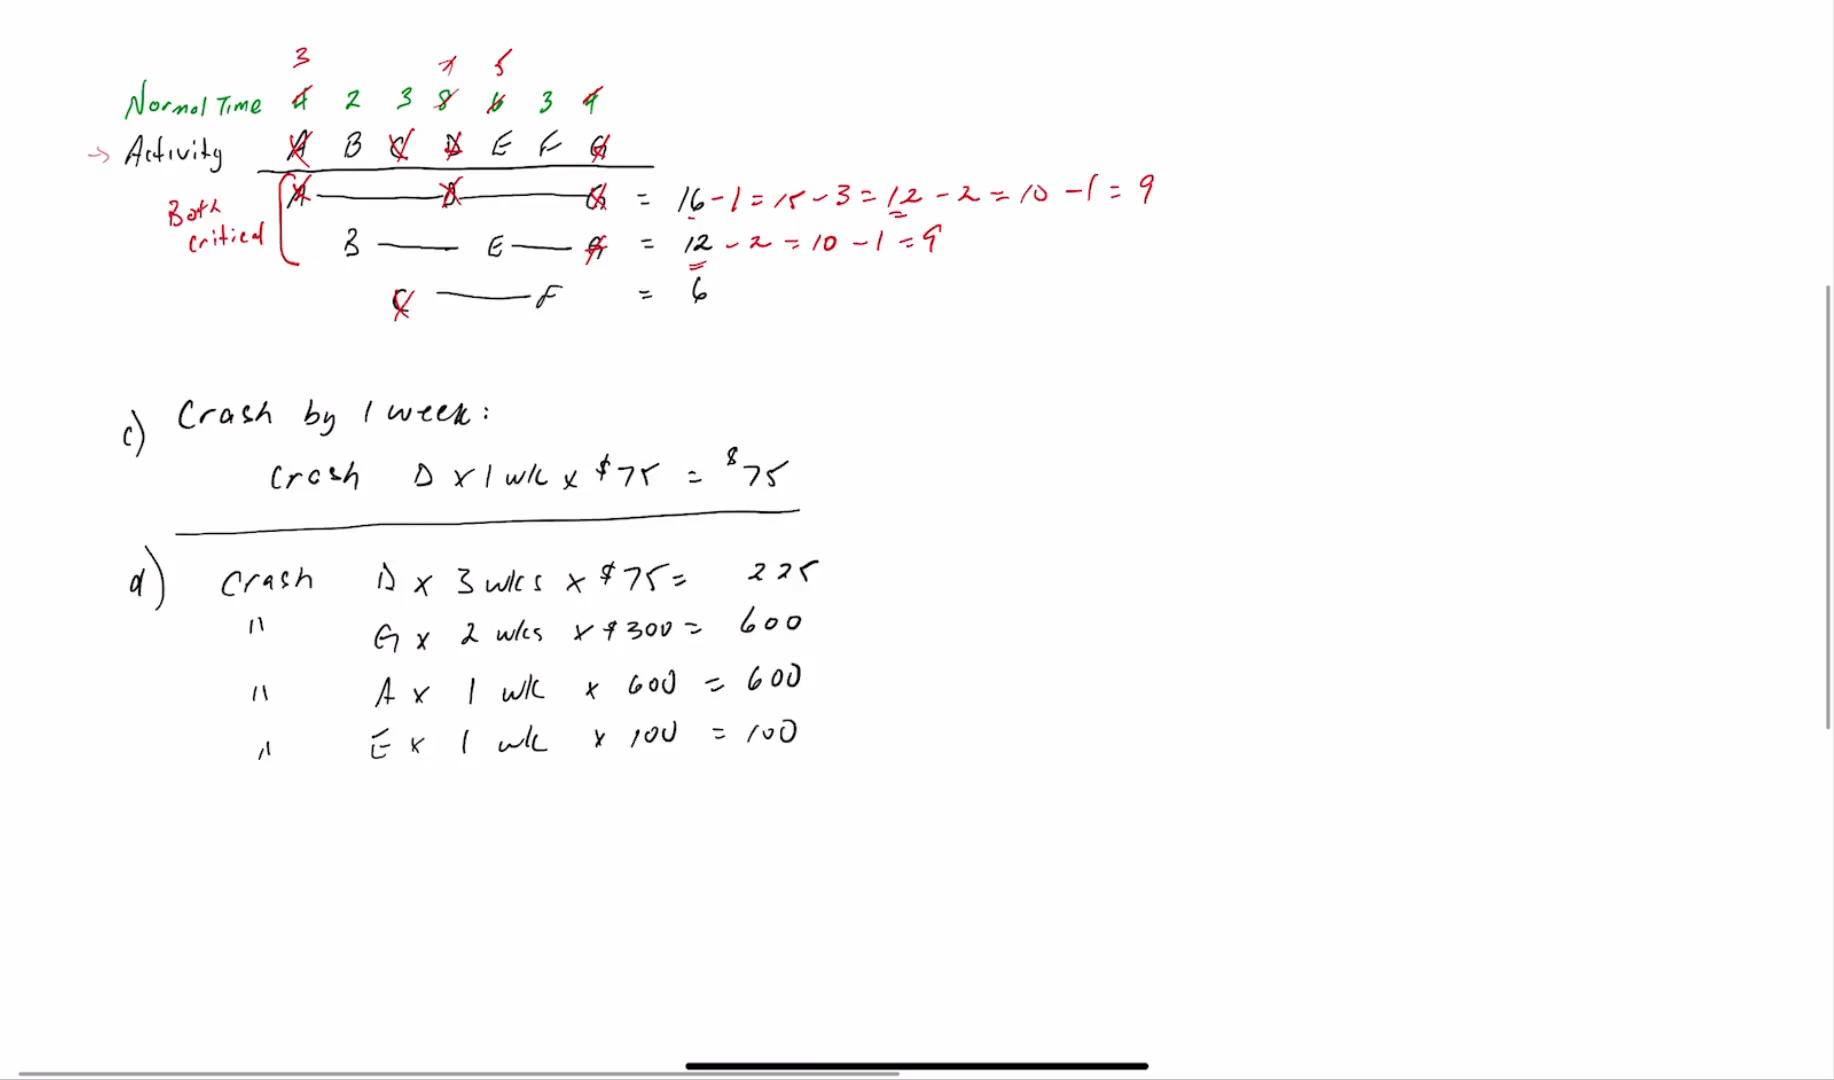 3 7 5
Normal Time 4 2 3 8 6 3 4
→ Activity A B C D E F G
Both critical A D G = 16 - 1 = 15 - 3 = 12 - 2 = 10 - 1 = 9
B E G = 12 - 2 = 10 - 1 = 9
C F = 6
c) Crash by 1 week:
Crash D x 1 wk x $75 = $75
d) Crash D x 3 wks x $75 = 225
" G x 2 wks x $300 = 600
" A x 1 wk x 600 = 600
" E x 1 wk x 100 = 100